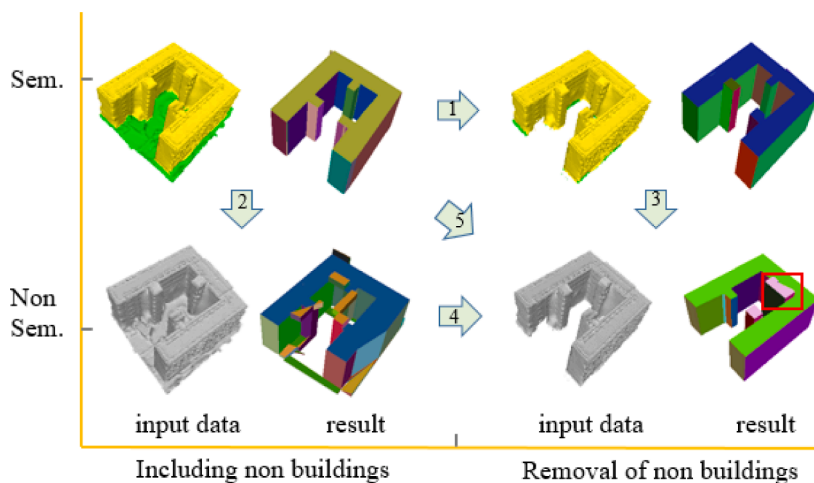 Sem.
1
2
5
3
Non
Sem.
4
input data
result
input data
result
Including non buildings
Removal of non buildings